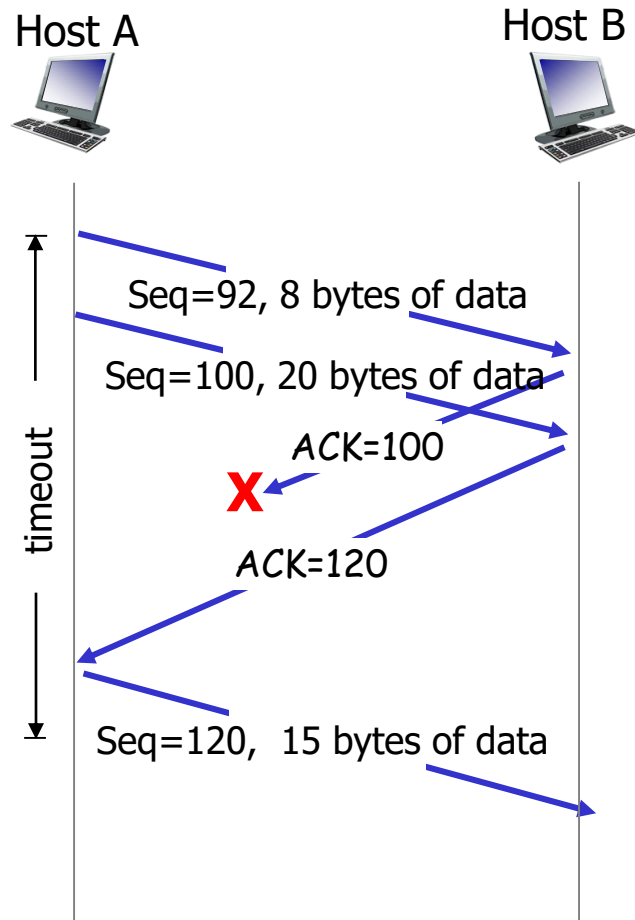 Host A
Host B
Seq=92, 8 bytes of data
Seq=100, 20 bytes of data
ACK=100
X
timeout
ACK=120
Seq=120, 15 bytes of data